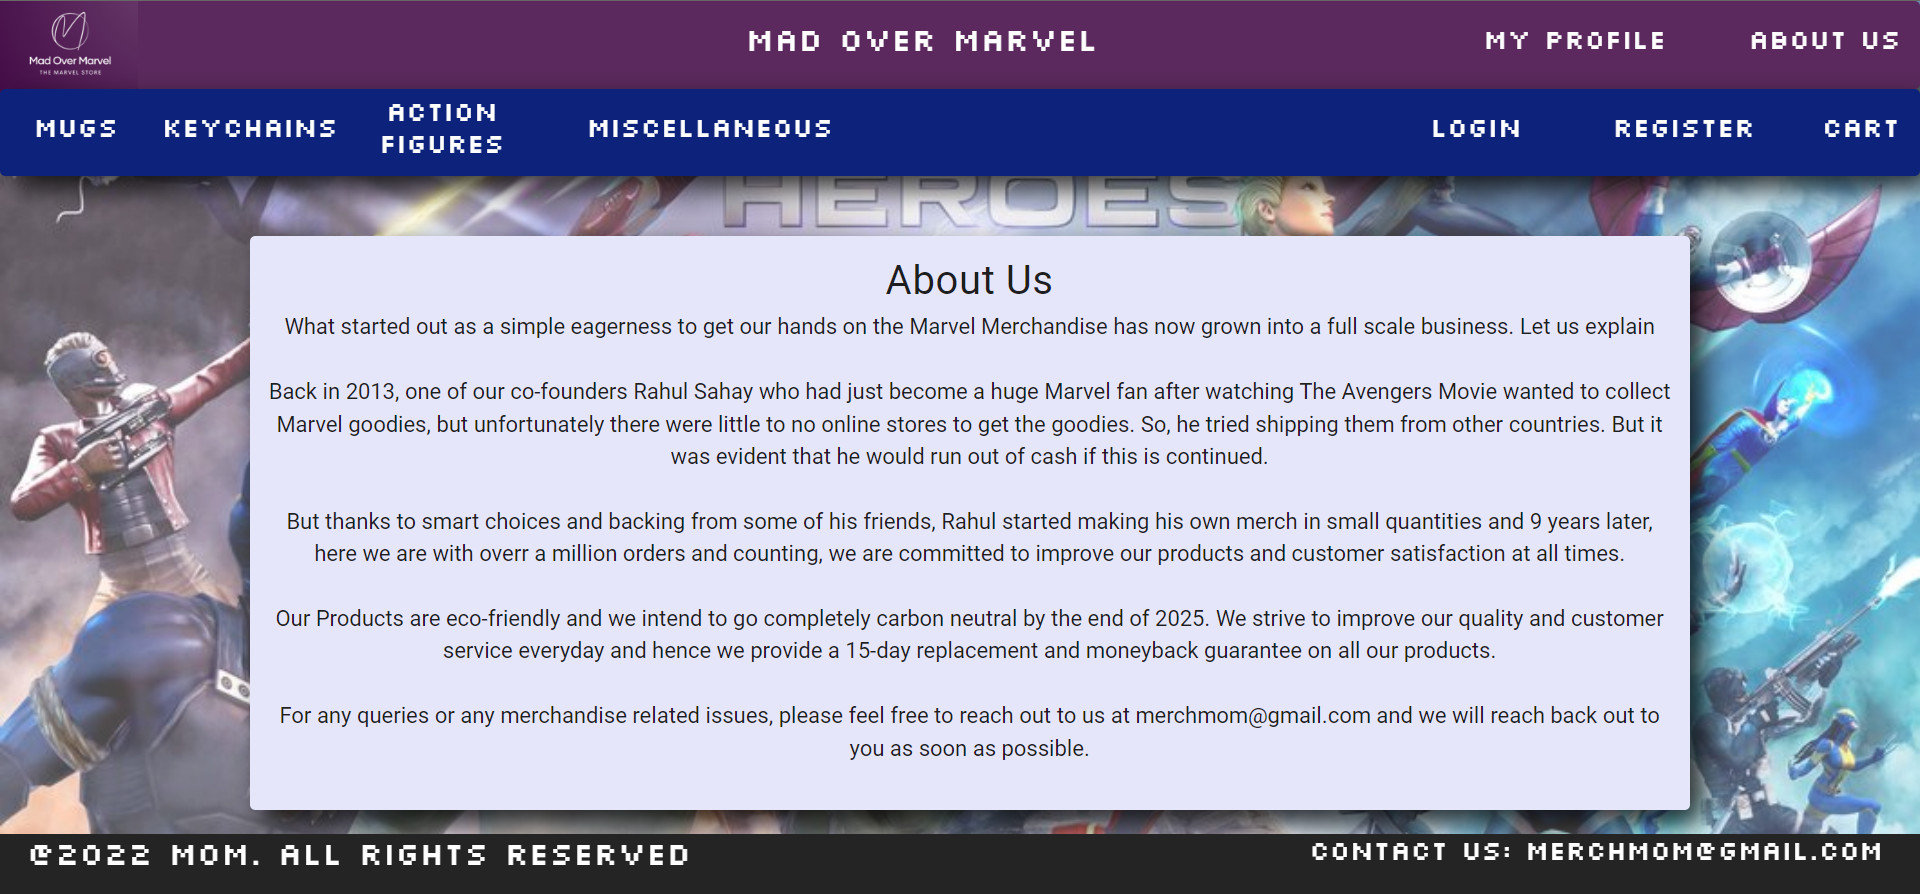 Mad Over Marvel
THE MARVEL STORE
MAD OVER MARVEL
MY PROFILE
ABOUT US
MUGS
KEYCHAINS
ACTION
FIGURES
MISCELLANEOUS
LOGIN
REGISTER
CART
HEROES
About Us
What started out as a simple eagerness to get our hands on the Marvel Merchandise has now grown into a full scale business. Let us explain
Back in 2013, one of our co-founders Rahul Sahay who had just become a huge Marvel fan after watching The Avengers Movie wanted to collect
Marvel goodies, but unfortunately there were little to no online stores to get the goodies. So, he tried shipping them from other countries. But it
was evident that he would run out of cash if this is continued.
But thanks to smart choices and backing from some of his friends, Rahul started making his own merch in small quantities and 9 years later,
here we are with overr a million orders and counting, we are committed to improve our products and customer satisfaction at all times.
Our Products are eco-friendly and we intend to go completely carbon neutral by the end of 2025. We strive to improve our quality and customer
service everyday and hence we provide a 15-day replacement and moneyback guarantee on all our products.
For any queries or any merchandise related issues, please feel free to reach out to us at merchmom@gmail.com and we will reach back out to
you as soon as possible.
©2022 MOM. ALL RIGHTS RESERVED
CONTACT US: MERCHMOM@GMAIL.COM